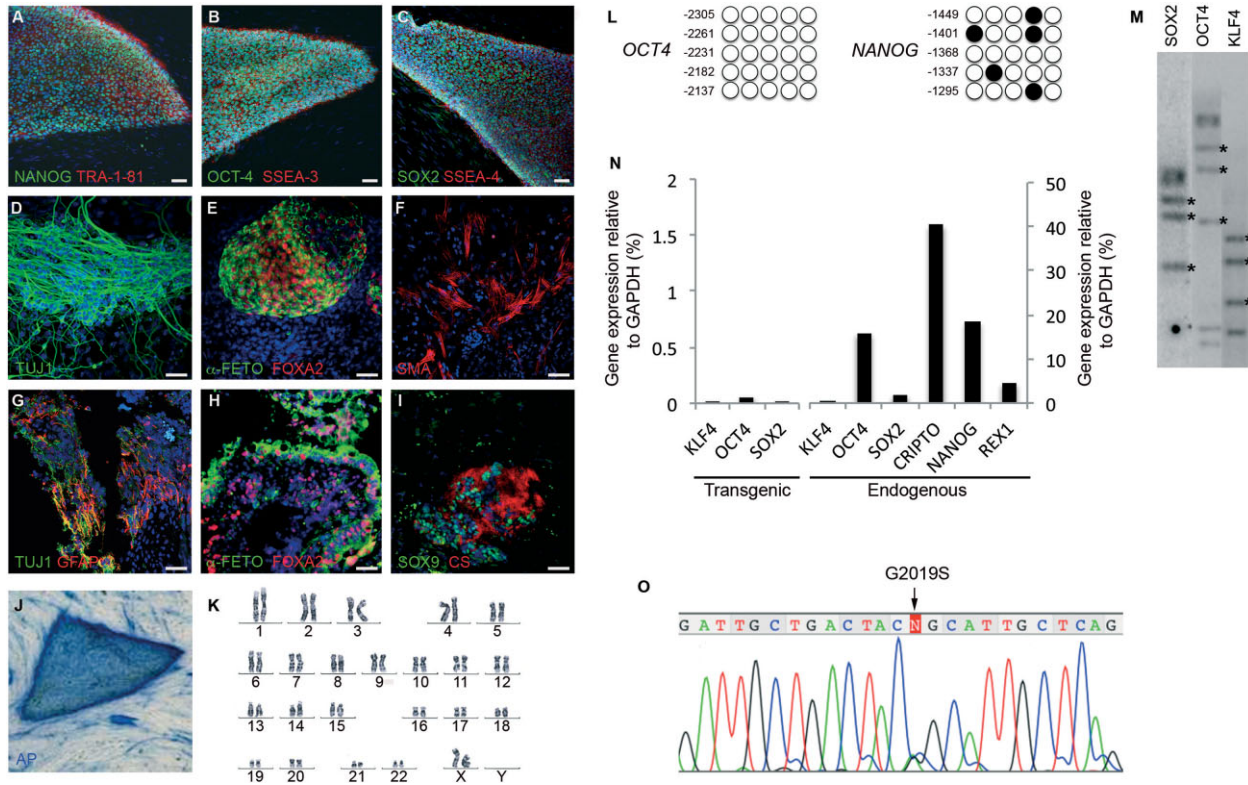 A
NANOG TRA-1-81
B
OCT-4 SSEA-3
C
SOX2 SSEA-4
D
TUJ1
E
α-FETO FOXA2
F
SMA
G
TUJ1 GFAP
H
α-FETO FOXA2
I
SOX9 CS
J
AP
K
1 2 3 4 5
6 7 8 9 10 11 12
13 14 15 16 17 18
19 20 21 22 X Y
L
OCT4
-2305
-2261
-2231
-2182
-2137
NANOG
-1449
-1401
-1368
-1337
-1295
M
SOX2
OCT4
KLF4
* * * * * * * * *
N
Gene expression relative
to GAPDH (%)
2
1.5
1
0.5
0
50
40
30
20
10
0
Gene expression relative
to GAPDH (%)
KLF4 OCT4 SOX2 KLF4 OCT4 SOX2 CRIPTO NANOG REX1
Transgenic Endogenous
O
G2019S
G A T T G C T G A C T A C N G C A T T G C T C A G